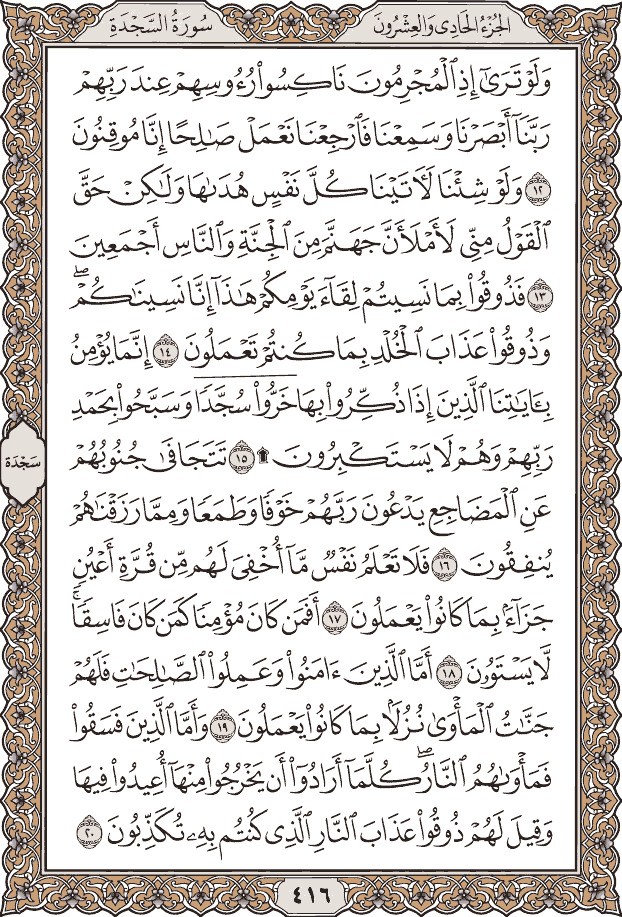 سُورَةُ السَّجْدَةِ
الجُزْءُ الحَادِي وَالعِشْرُونَ
وَلَوْ تَرَىٰٓ إِذِ ٱلْمُجْرِمُونَ نَاكِسُوا۟ رُءُوسِهِمْ عِندَ رَبِّهِمْ
رَبَّنَآ أَبْصَرْنَا وَسَمِعْنَا فَٱرْجِعْنَا نَعْمَلْ صَٰلِحًا إِنَّا مُوقِنُونَ
١٢ وَلَوْ شِئْنَا لَءَاتَيْنَا كُلَّ نَفْسٍ هُدَىٰهَا وَلَٰكِنْ حَقَّ
ٱلْقَوْلُ مِنِّى لَأَمْلَأَنَّ جَهَنَّمَ مِنَ ٱلْجِنَّةِ وَٱلنَّاسِ أَجْمَعِينَ
١٣ فَذُوقُوا۟ بِمَا نَسِيتُمْ لِقَآءَ يَوْمِكُمْ هَٰذَآ إِنَّا نَسِينَٰكُمْ ۖ
وَذُوقُوا۟ عَذَابَ ٱلْخُلْدِ بِمَا كُنتُمْ تَعْمَلُونَ ١٤ إِنَّمَا يُؤْمِنُ
بِـَٔايَٰتِنَا ٱلَّذِينَ إِذَا ذُكِّرُوا۟ بِهَا خَرُّوا۟ سُجَّدًا وَسَبَّحُوا۟ بِحَمْدِ
رَبِّهِمْ وَهُمْ لَا يَسْتَكْبِرُونَ ۩ ١٥ تَتَجَافَىٰ جُنُوبُهُمْ
سَجْدَة
عَنِ ٱلْمَضَاجِعِ يَدْعُونَ رَبَّهُمْ خَوْفًا وَطَمَعًا وَمِمَّا رَزَقْنَٰهُمْ
يُنفِقُونَ ١٦ فَلَا تَعْلَمُ نَفْسٌ مَّآ أُخْفِىَ لَهُم مِّن قُرَّةِ أَعْيُنٍ
جَزَآءًۢ بِمَا كَانُوا۟ يَعْمَلُونَ ١٧ أَفَمَن كَانَ مُؤْمِنًا كَمَن كَانَ فَاسِقًا ۚ
لَّا يَسْتَوُۥنَ ١٨ أَمَّا ٱلَّذِينَ ءَامَنُوا۟ وَعَمِلُوا۟ ٱلصَّٰلِحَٰتِ فَلَهُمْ
جَنَّٰتُ ٱلْمَأْوَىٰ نُزُلًۢا بِمَا كَانُوا۟ يَعْمَلُونَ ١٩ وَأَمَّا ٱلَّذِينَ فَسَقُوا۟
فَمَأْوَىٰهُمُ ٱلنَّارُ ۖ كُلَّمَآ أَرَادُوٓا۟ أَن يَخْرُجُوا۟ مِنْهَآ أُعِيدُوا۟ فِيهَا
وَقِيلَ لَهُمْ ذُوقُوا۟ عَذَابَ ٱلنَّارِ ٱلَّذِى كُنتُم بِهِۦ تُكَذِّبُونَ ٢٠
٤١٦